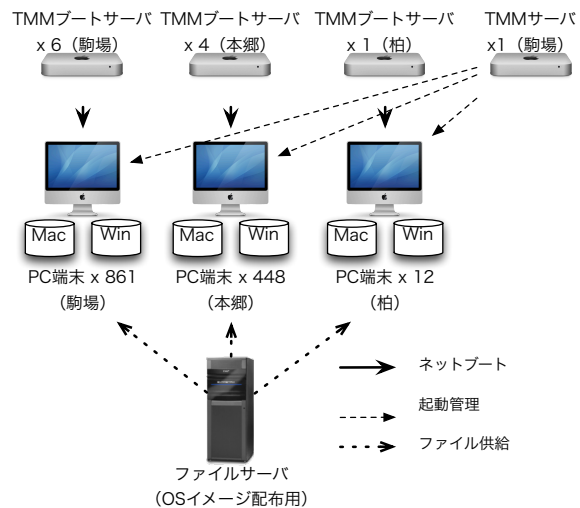 TMMブートサーバ
x 6（駒場）
TMMブートサーバ
x 4（本郷）
TMMブートサーバ
x 1（柏）
TMMサーバ
x1（駒場）
Mac
Win
Mac
Win
Mac
Win
PC端末 x 861
（駒場）
PC端末 x 448
（本郷）
PC端末 x 12
（柏）
ネットブート
起動管理
ファイル供給
ファイルサーバ
（OSイメージ配布用）